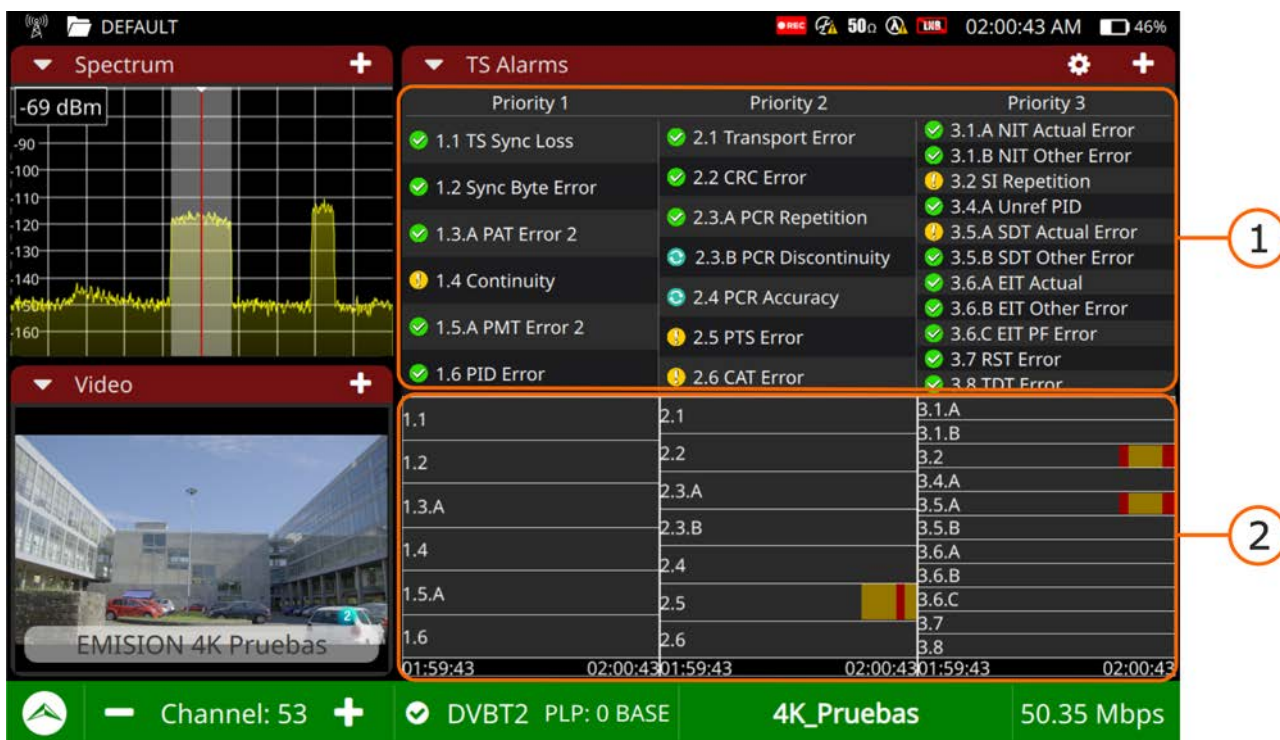 DEFAULT
REC 50Ω LNB 02:00:43 AM 46%
Spectrum
-69 dBm
-90
-100
-110
-120
-130
-140
-150
-160
Video
2
EMISION 4K Pruebas
TS Alarms
Priority 1
1.1 TS Sync Loss
1.2 Sync Byte Error
1.3.A PAT Error 2
1.4 Continuity
1.5.A PMT Error 2
1.6 PID Error
Priority 2
2.1 Transport Error
2.2 CRC Error
2.3.A PCR Repetition
2.3.B PCR Discontinuity
2.4 PCR Accuracy
2.5 PTS Error
2.6 CAT Error
Priority 3
3.1.A NIT Actual Error
3.1.B NIT Other Error
3.2 SI Repetition
3.4.A Unref PID
3.5.A SDT Actual Error
3.5.B SDT Other Error
3.6.A EIT Actual
3.6.B EIT Other Error
3.6.C EIT PF Error
3.7 RST Error
3.8 TDT Error
1
1.1
1.2
1.3.A
1.4
1.5.A
1.6
01:59:43 02:00:43
2.1
2.2
2.3.A
2.3.B
2.4
2.5
2.6
01:59:43 02:00:43
3.1.A
3.1.B
3.2
3.4.A
3.5.A
3.5.B
3.6.A
3.6.B
3.6.C
3.7
3.8
01:59:43 02:00:43
2
Channel: 53
DVBT2 PLP: 0 BASE
4K_Pruebas
50.35 Mbps